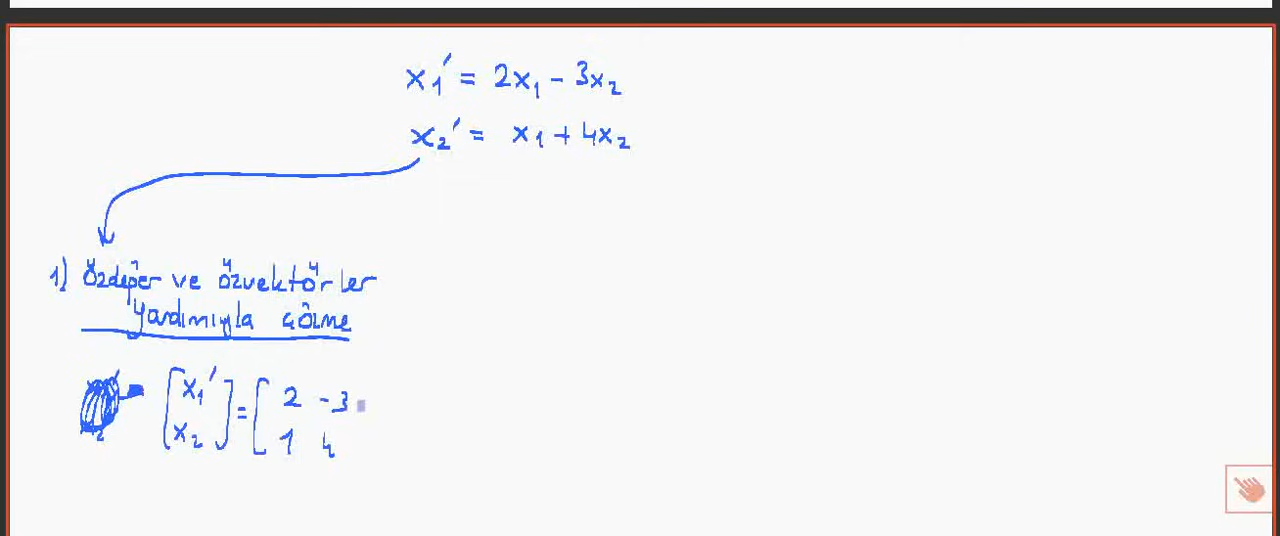 x₁' = 2x₁ - 3x₂
x₂' = x₁ + 4x₂
1) Özdeğer ve özvektörler
yardımıyla çözme
[x₁'] = [2 -3
[x₂] [1 4